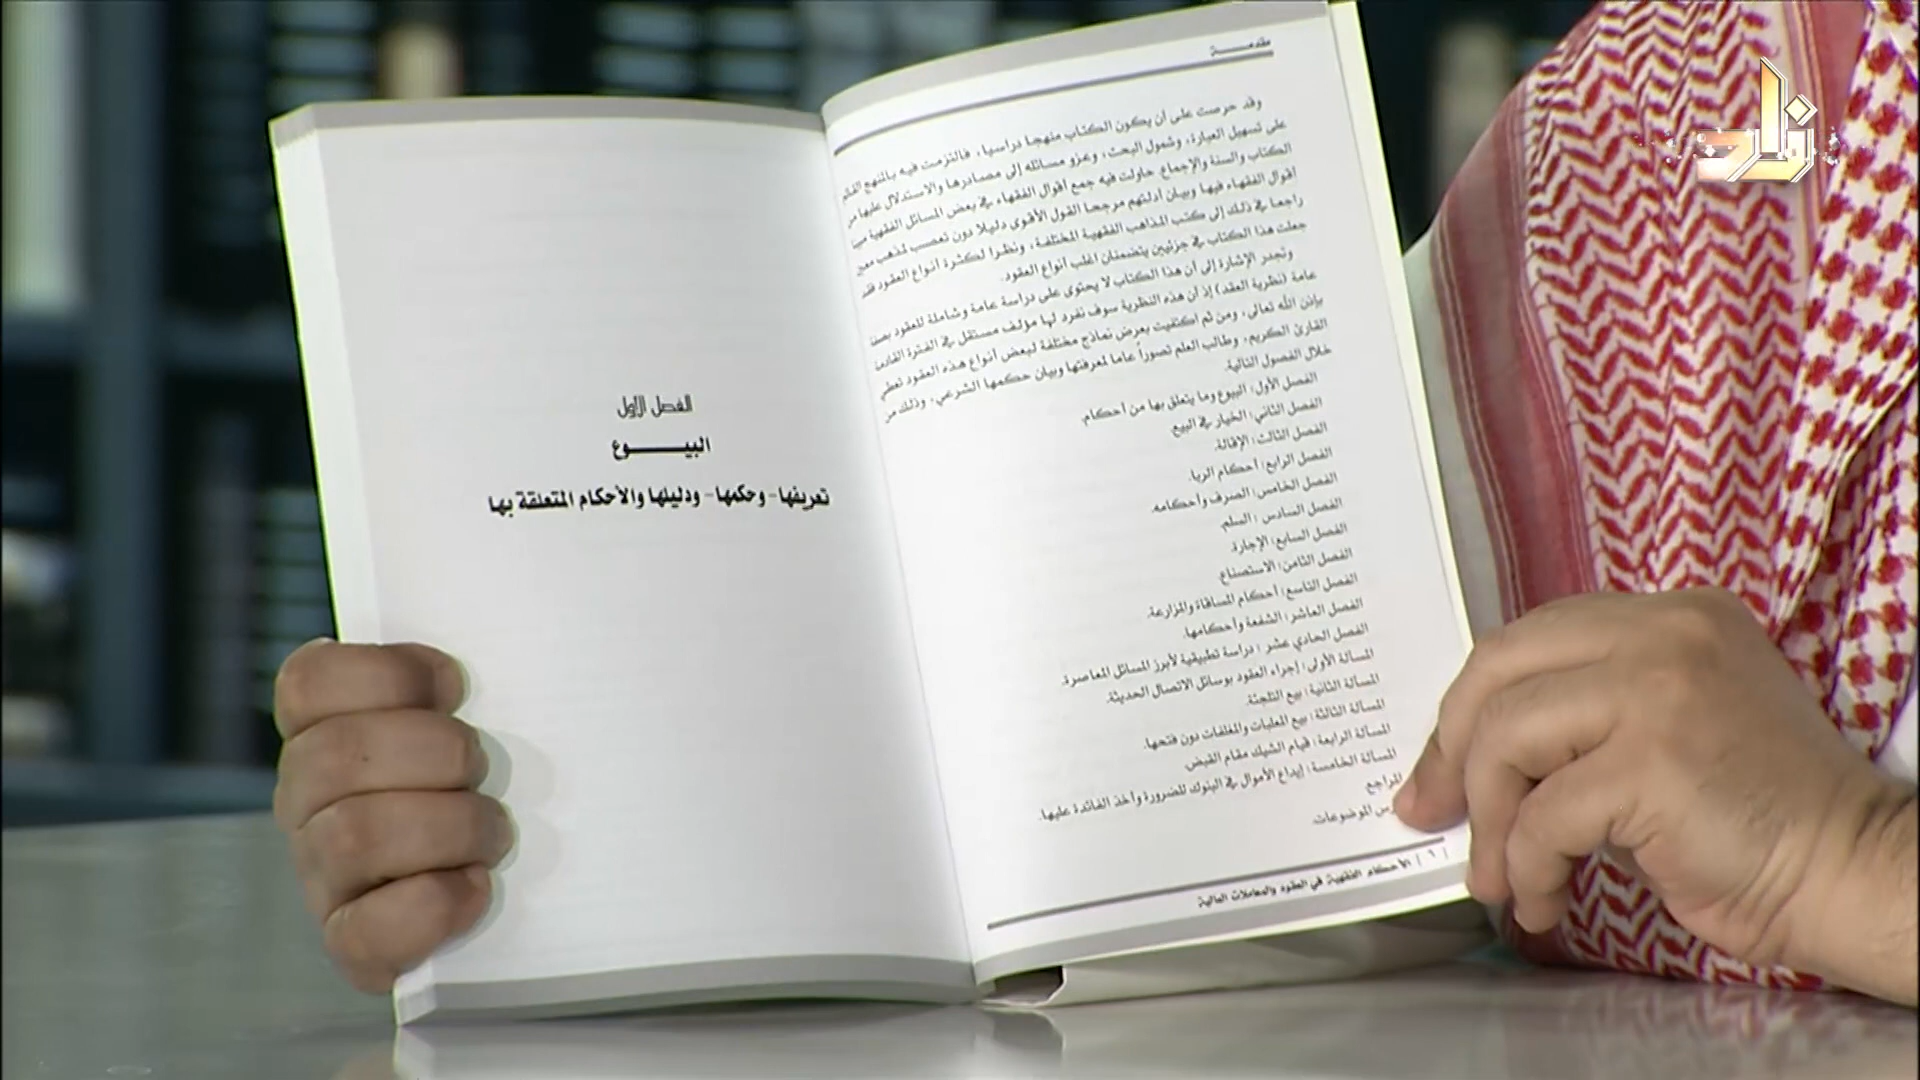 مقدمـــــة
وقد حرصت على أن يكون الكتاب منهجا دراسيا، فالتزمت فيه بالمنهج القائم
على تسهيل العبارة، وشمول البحث، وعزو مسائله إلى مصادرها والاستدلال عليها من
الكتاب والسنة والإجماع. حاولت فيه جمع أقوال الفقهاء في بعض المسائل الفقهية مبينا
أقوال الفقهاء فيها وبيان أدلتهم مرجحا القول الأقوى دليلا دون تعصب لمذهب معين
راجعا في ذلك إلى كتب المذاهب الفقهية المختلفة، ونظرا لكثرة أنواع العقود فقد
جعلت هذا الكتاب في جزئيين يتضمنان أغلب أنواع العقود.
وتجدر الإشارة إلى أن هذا الكتاب لا يحتوى على دراسة عامة وشاملة للعقود بصفة
عامة (نظرية العقد) إذ أن هذه النظرية سوف نفرد لها مؤلف مستقل في الفترة القادمة
بإذن الله تعالى، ومن ثم اكتفيت بعرض نماذج مختلفة لبعض أنواع هذه العقود تعطي
القارئ الكريم، وطالب العلم تصوراً عاما لمعرفتها وبيان حكمها الشرعي، وذلك من
خلال الفصول التالية:
الفصل الأول: البيوع وما يتعلق بها من أحكام.
الفصل الثاني: الخيار في البيع.
الفصل الثالث: الإقالة.
الفصل الرابع: أحكام الربا.
الفصل الخامس: الصرف وأحكامه.
الفصل السادس: السلم.
الفصل السابع: الإجارة.
الفصل الثامن: الاستصناع.
الفصل التاسع: أحكام المساقاة والمزارعة.
الفصل العاشر: الشفعة وأحكامها.
الفصل الحادي عشر: دراسة تطبيقية لأبرز المسائل المعاصرة.
المسألة الأولى: إجراء العقود بوسائل الاتصال الحديثة.
المسألة الثانية: بيع التلجئة.
المسألة الثالثة: بيع المعلبات والمغلفات دون فتحها.
المسألة الرابعة: قيام الشيك مقام القبض.
المسألة الخامسة: إيداع الأموال في البنوك للضرورة وأخذ الفائدة عليها.
المراجع.
رس الموضوعات.
| ٦ | الأحكام الفقهية في العقود والمعاملات المالية
الفصل الأول
البيــــــوع
تعريفها- وحكمها- ودليلها والأحكام المتعلقة بها